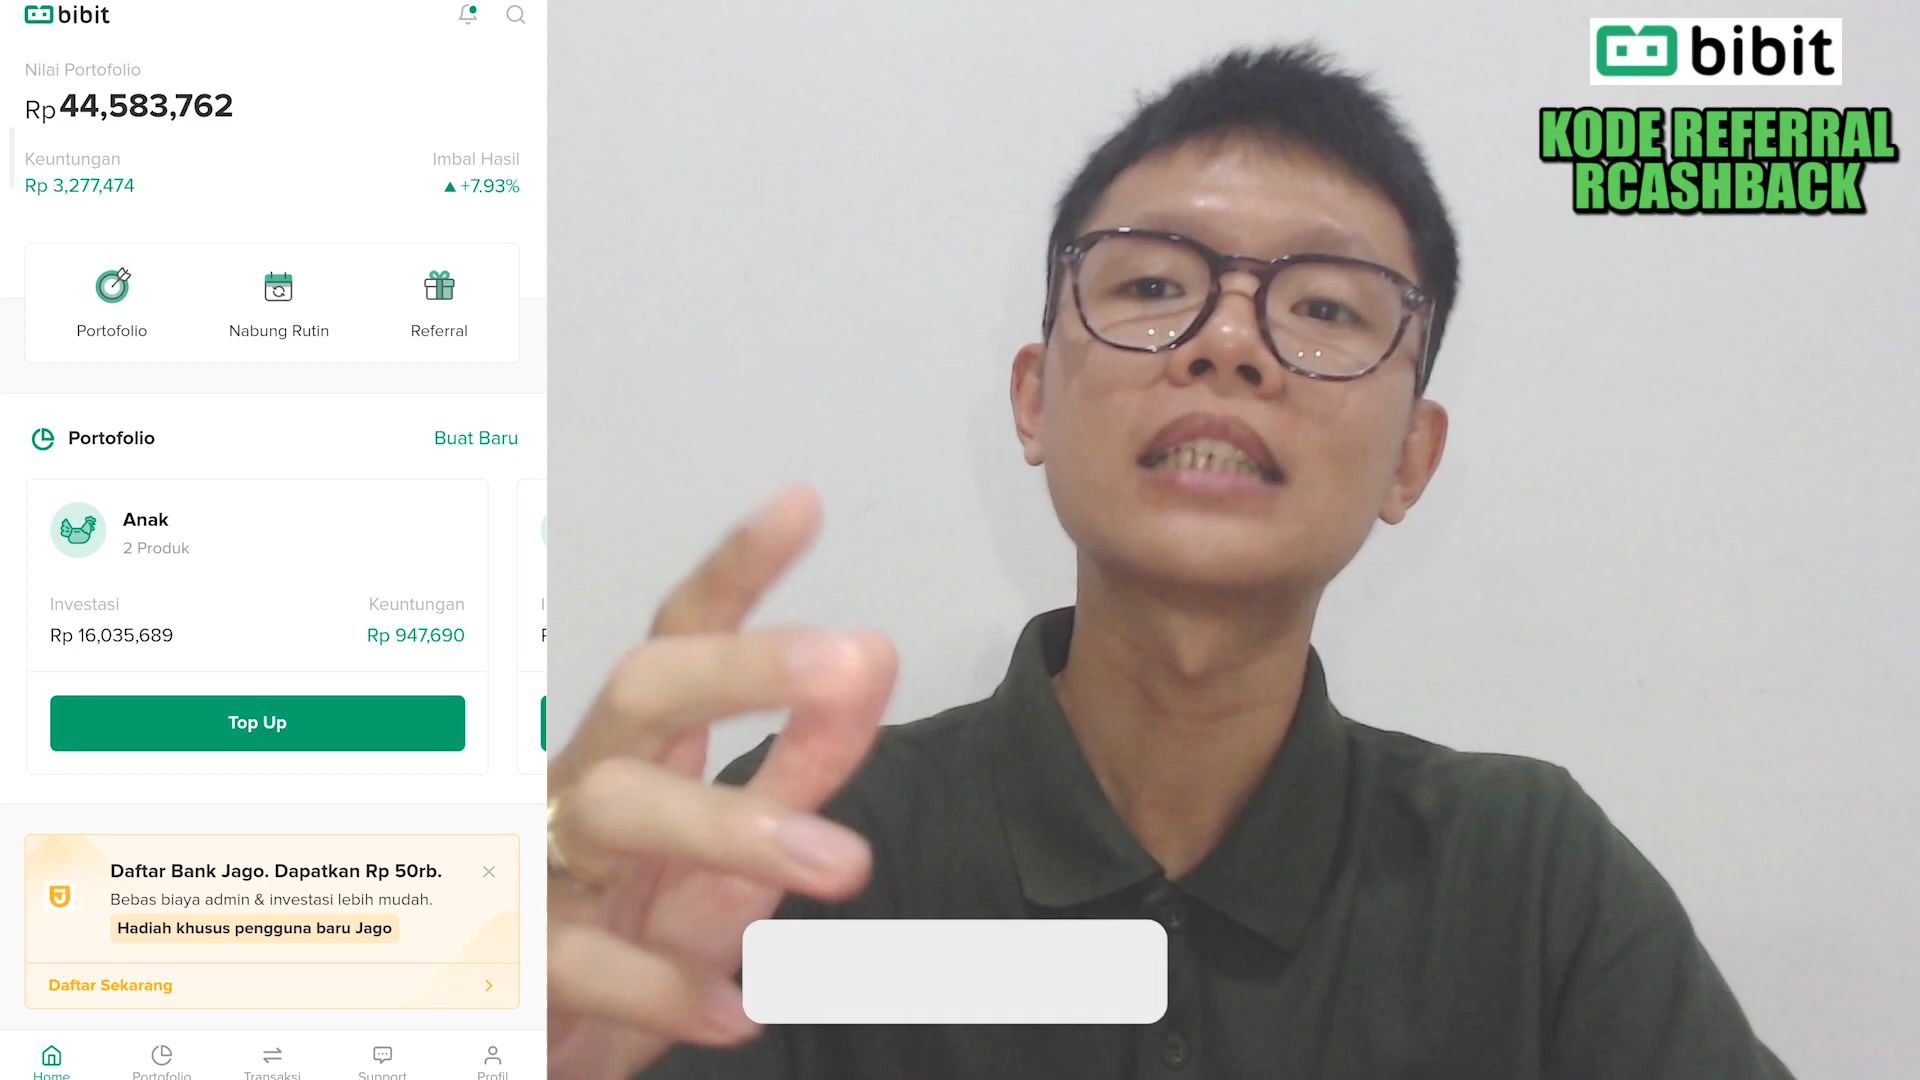 bibit
Nilai Portofolio
Rp 44,583,762
Keuntungan
Imbal Hasil
Rp 3,277,474
▲ +7.93%
Portofolio
Nabung Rutin
Referral
Portofolio
Buat Baru
Anak
2 Produk
Investasi
Keuntungan
Rp 16,035,689
Rp 947,690
Top Up
Daftar Bank Jago. Dapatkan Rp 50rb.
Bebas biaya admin & investasi lebih mudah.
Hadiah khusus pengguna baru Jago
Daftar Sekarang
Home
Portofolio
Transaksi
Support
Profil
bibit
KODE REFERRAL
RCASHBACK